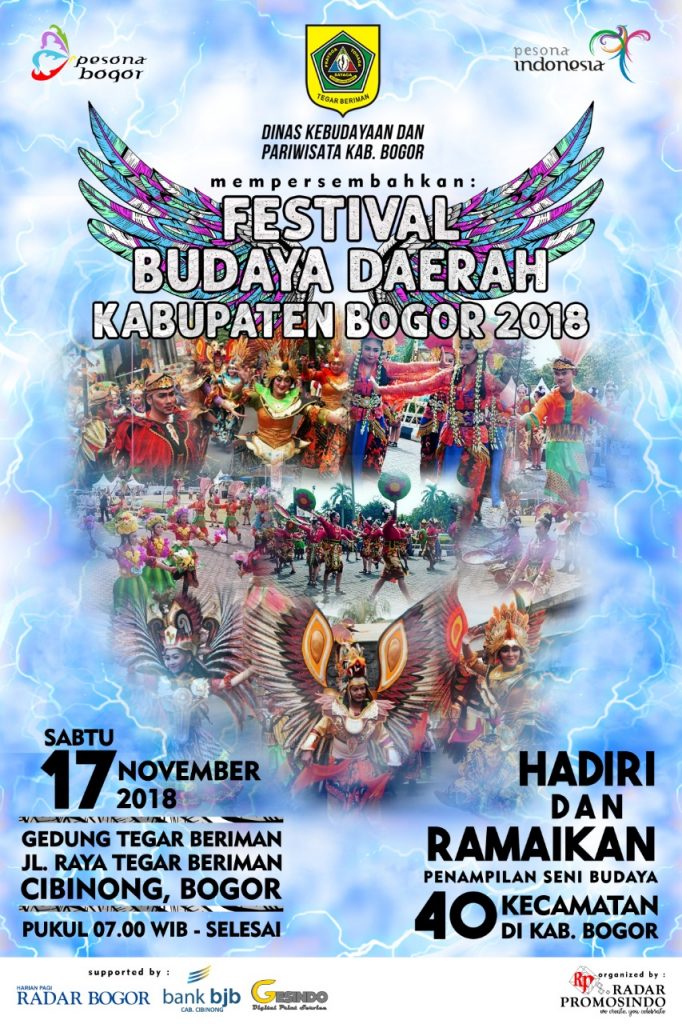 pesona
bogor
pesona
indonesia
TEGAR BERIMAN
DINAS KEBUDAYAAN DAN
PARIWISATA KAB. BOGOR
mempersembahkan:
FESTIVAL
BUDAYA DAERAH
KABUPATEN BOGOR 2018
SABTU
17 NOVEMBER
2018
GEDUNG TEGAR BERIMAN
JL. RAYA TEGAR BERIMAN
CIBINONG, BOGOR
PUKUL 07.00 WIB - SELESAI
HADIRI
DAN
RAMAIKAN
PENAMPILAN SENI BUDAYA
40 KECAMATAN
DI KAB. BOGOR
supported by :
HARIAN PAGI
RADAR BOGOR
bank bjb
CAB. CIBINONG
GESINDO
Digital Print Service
organized by :
RP
RADAR
PROMOSINDO
we create, you celebrate